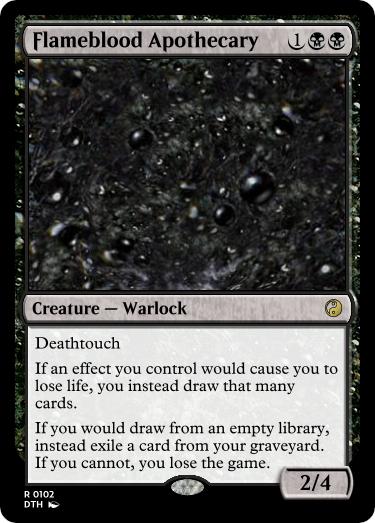 Flameblood Apothecary 1
Creature — Warlock
Deathtouch
If an effect you control would cause you to
lose life, you instead draw that many
cards.
If you would draw from an empty library,
instead exile a card from your graveyard.
If you cannot, you lose the game.
2/4
R 0102
DTH